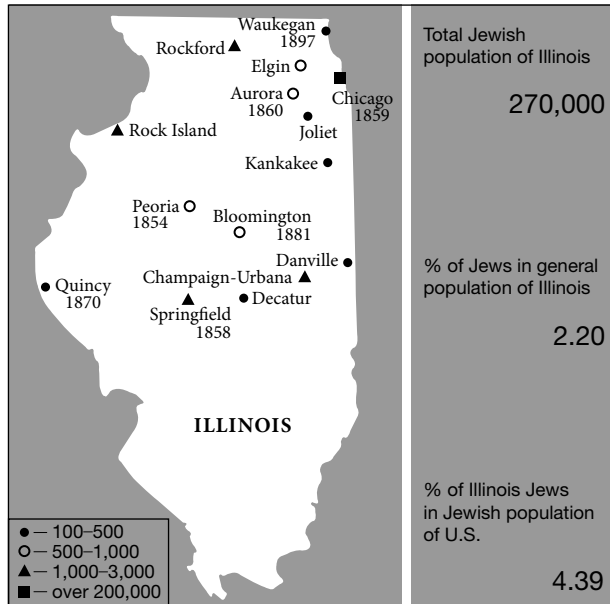 Waukegan
1897
Rockford
Elgin
Aurora
1860
Chicago
1859
Joliet
Rock Island
Kankakee
Peoria
1854
Bloomington
1881
Danville
Champaign-Urbana
Quincy
1870
Decatur
Springfield
1858
ILLINOIS
— 100–500
— 500–1,000
— 1,000–3,000
— over 200,000
Total Jewish
population of Illinois
270,000
% of Jews in general
population of Illinois
2.20
% of Illinois Jews
in Jewish population
of U.S.
4.39